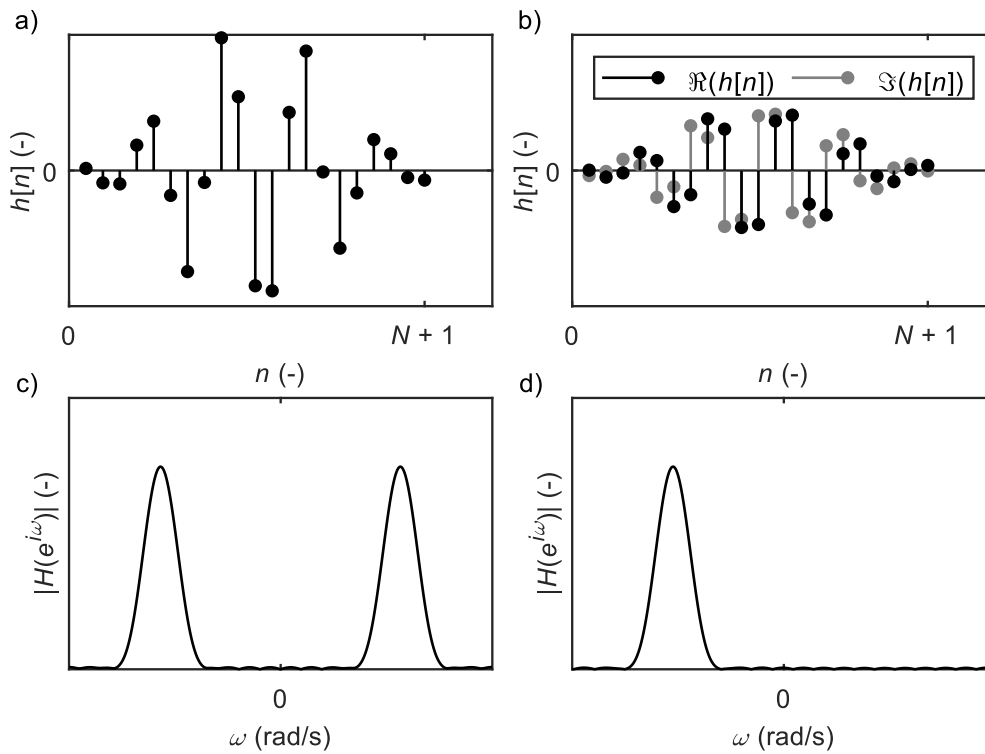 a)
h[n] (-)
0
0
N + 1
n (-)
b)
ℜ(h[n])
ℑ(h[n])
h[n] (-)
0
0
N + 1
n (-)
c)
|H(e^{iω})| (-)
0
ω (rad/s)
d)
|H(e^{iω})| (-)
0
ω (rad/s)